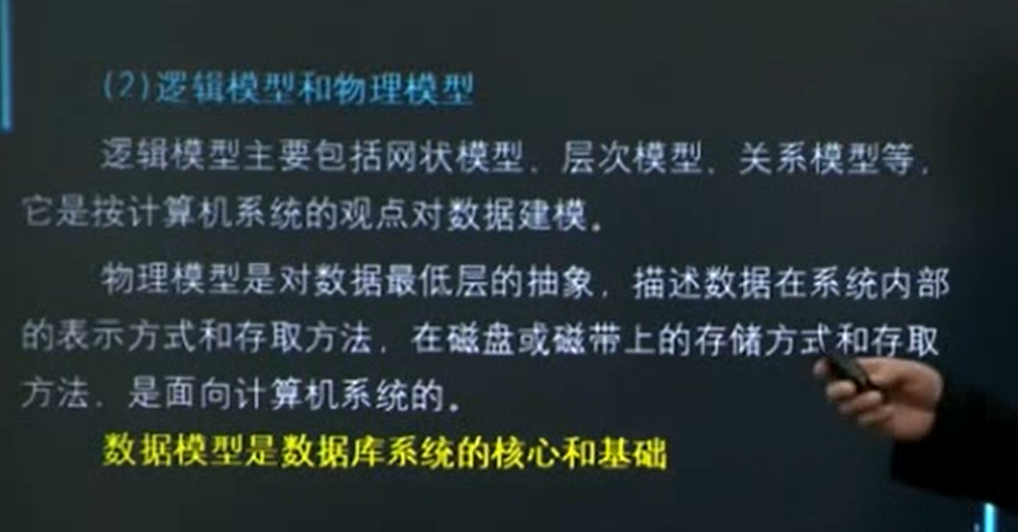 (2)逻辑模型和物理模型
逻辑模型主要包括网状模型、层次模型、关系模型等，
它是按计算机系统的观点对数据建模。
物理模型是对数据最低层的抽象，描述数据在系统内部
的表示方式和存取方法，在磁盘或磁带上的存储方式和存取
方法，是面向计算机系统的。
数据模型是数据库系统的核心和基础